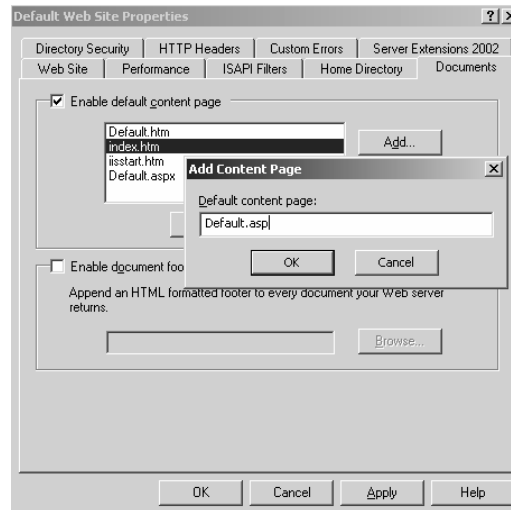 Default Web Site Properties
Directory Security HTTP Headers Custom Errors Server Extensions 2002
Web Site Performance ISAPI Filters Home Directory Documents
Enable default content page
Default.htm
index.htm
iisstart.htm
Default.aspx
Add...
Add Content Page
Default content page:
Default.asp
OK Cancel
Enable document foo
Append an HTML formatted footer to every document your Web server
returns.
Browse...
OK Cancel Apply Help